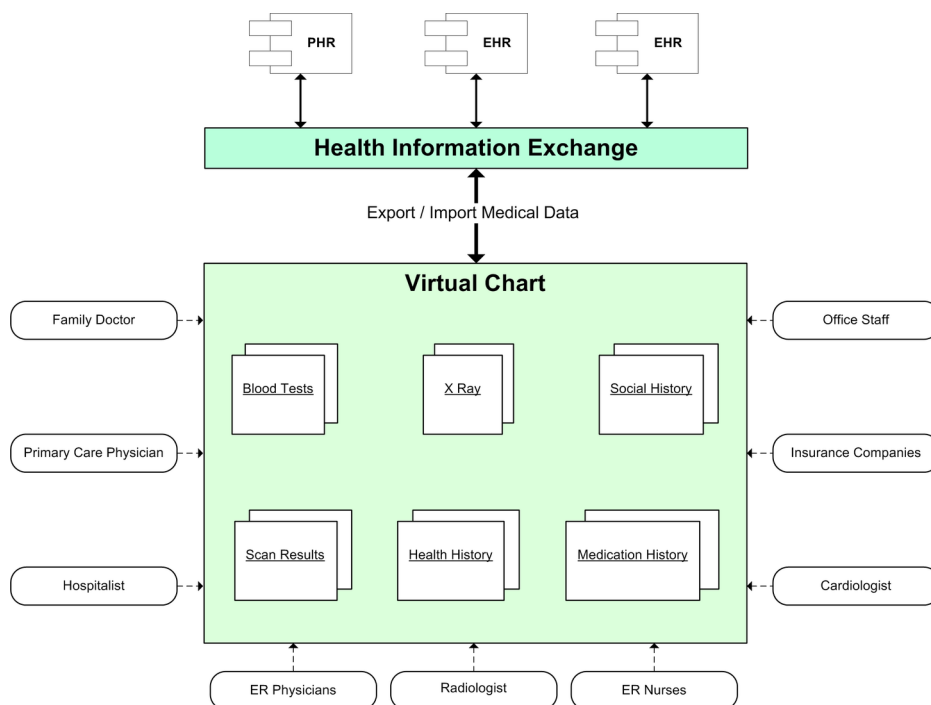 PHR
EHR
EHR
Health Information Exchange
Export / Import Medical Data
Virtual Chart
Family Doctor
Office Staff
Blood Tests
X Ray
Social History
Primary Care Physician
Insurance Companies
Scan Results
Health History
Medication History
Hospitalist
Cardiologist
ER Physicians
Radiologist
ER Nurses